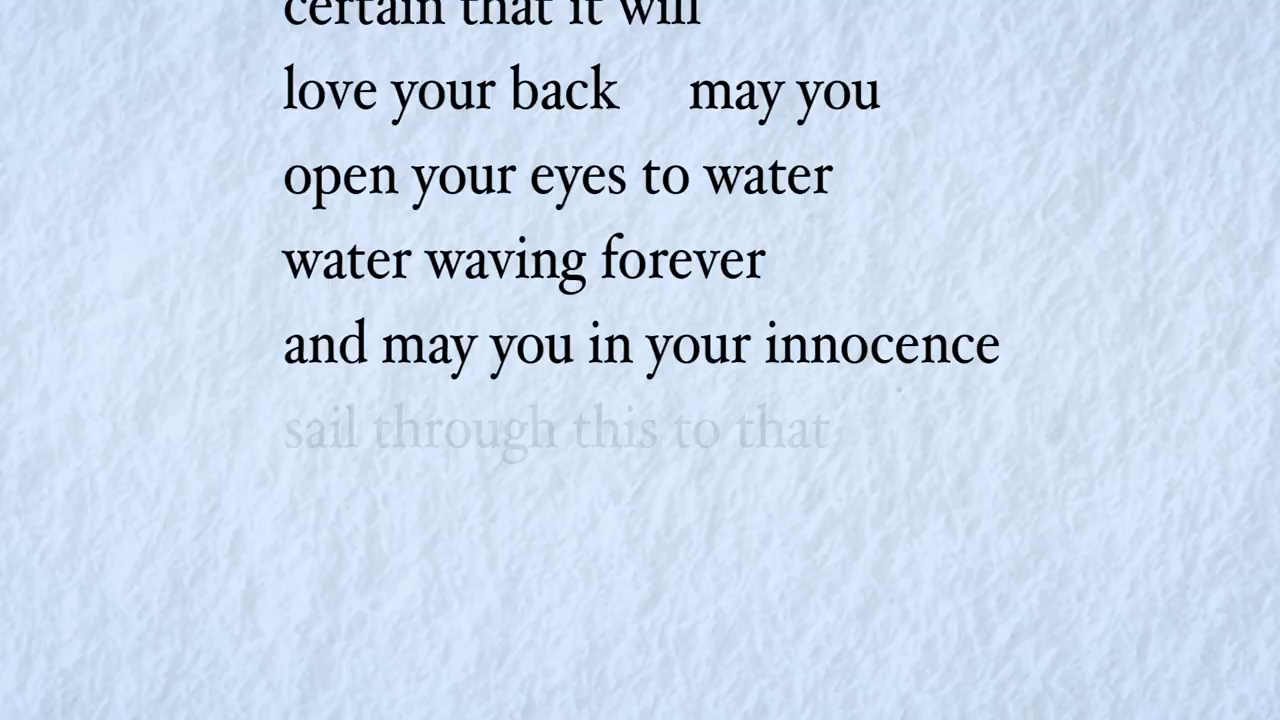 certain that it will
love your back     may you
open your eyes to water
water waving forever
and may you in your innocence
sail through this to that